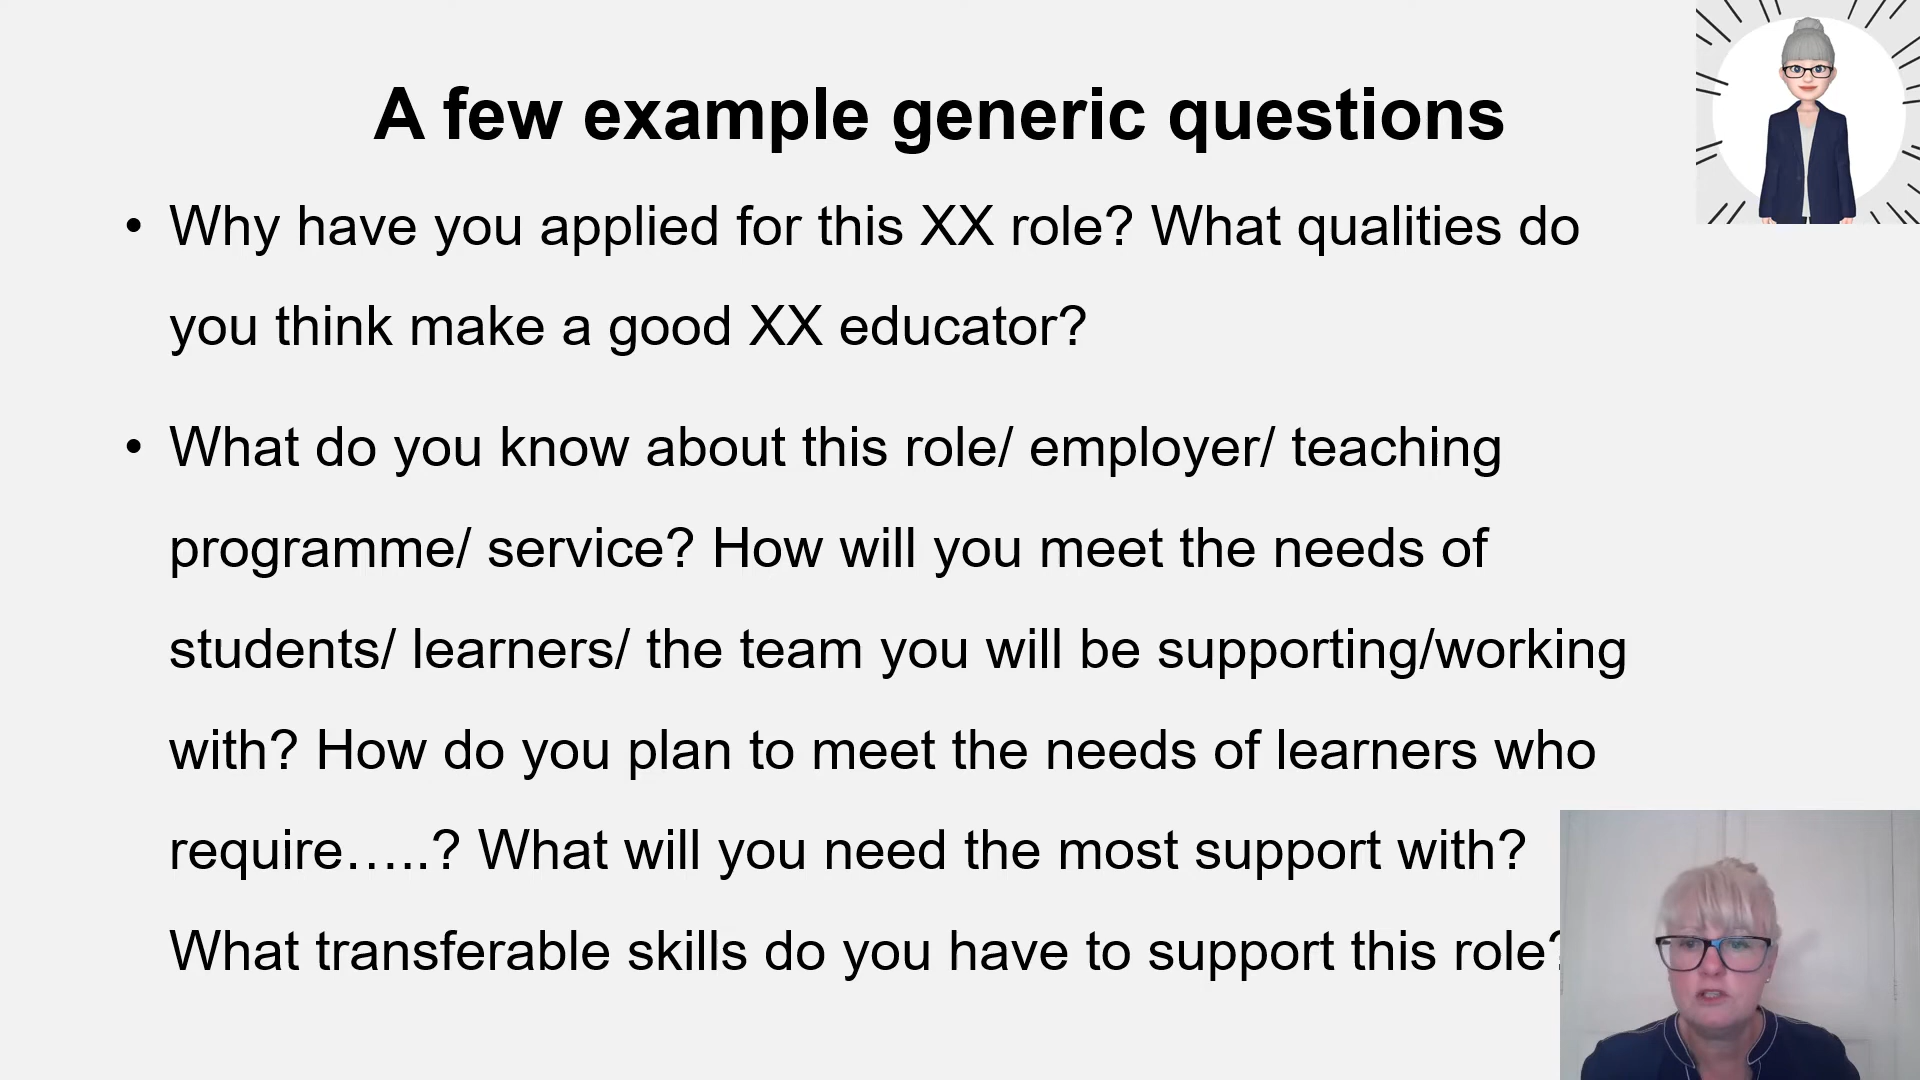 A few example generic questions
• Why have you applied for this XX role? What qualities do
you think make a good XX educator?
• What do you know about this role/ employer/ teaching
programme/ service? How will you meet the needs of
students/ learners/ the team you will be supporting/working
with? How do you plan to meet the needs of learners who
require…..? What will you need the most support with?
What transferable skills do you have to support this role?